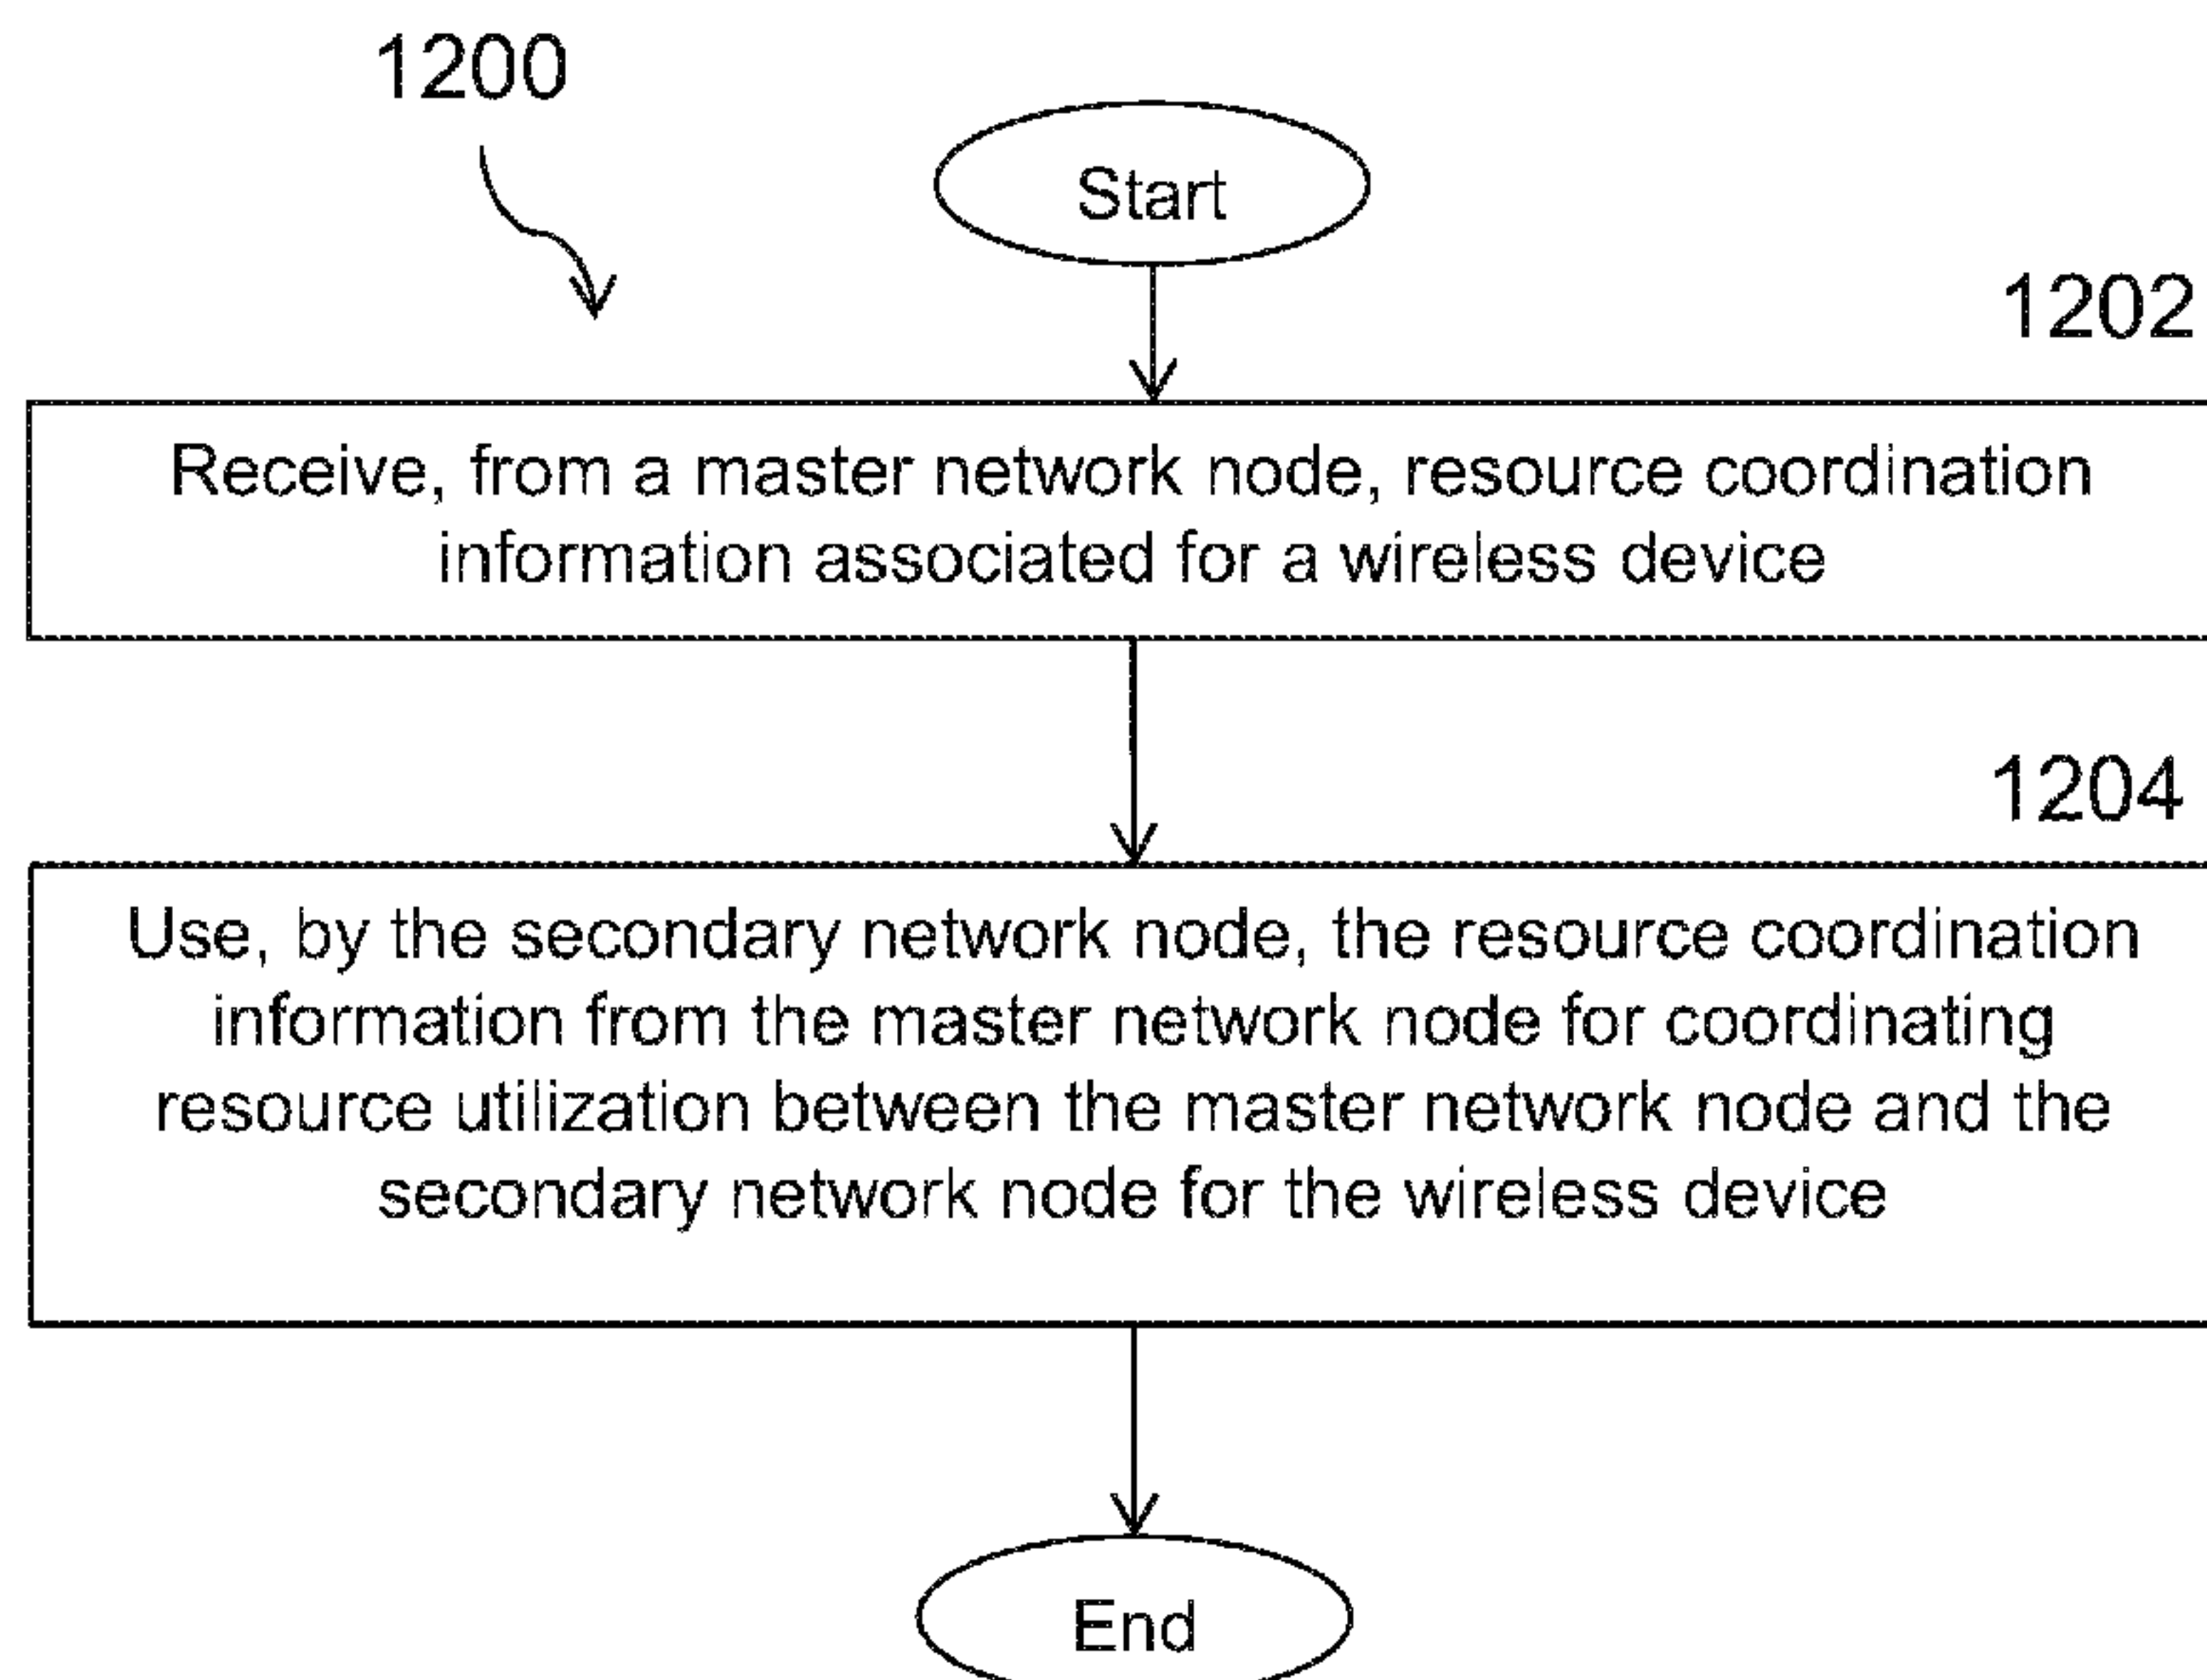 1200
Start
1202
Receive, from a master network node, resource coordination
information associated for a wireless device
1204
Use, by the secondary network node, the resource coordination
information from the master network node for coordinating
resource utilization between the master network node and the
secondary network node for the wireless device
End